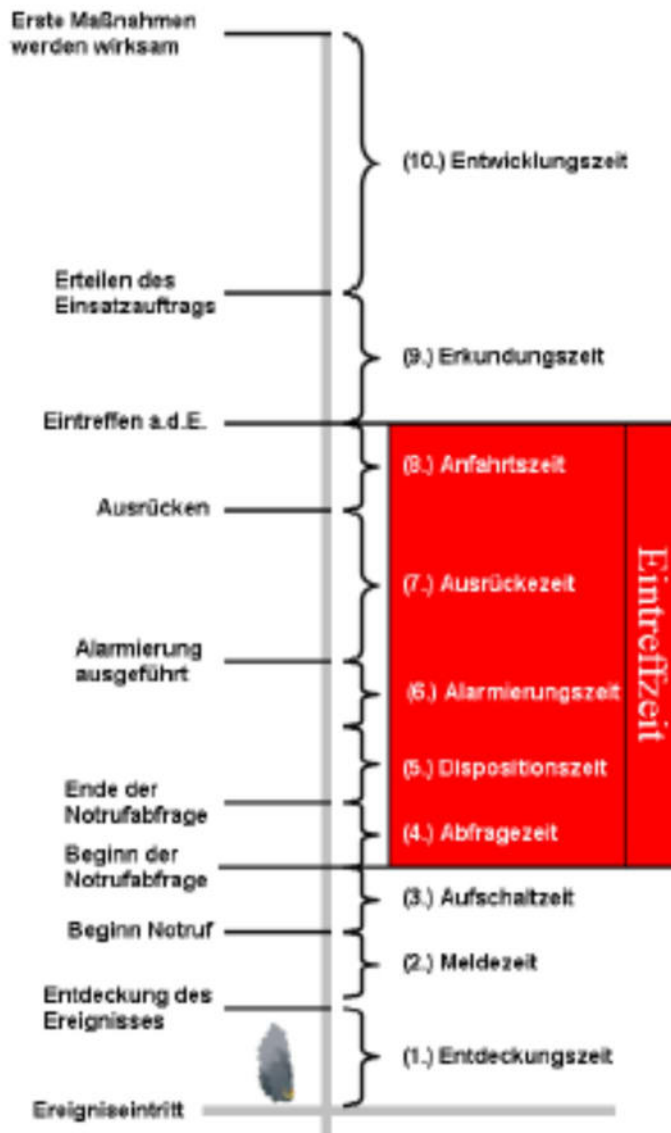 Erste Maßnahmen
werden wirksam
(10.) Entwicklungszeit
Erteilen des
Einsatzauftrags
(9.) Erkundungszeit
Eintreffen a.d.E.
(8.) Anfahrtszeit
Ausrücken
(7.) Ausrückezeit
Eintreffzeit
Alarmierung
ausgeführt
(6.) Alarmierungszeit
(5.) Dispositionszeit
Ende der
Notrufabfrage
(4.) Abfragezeit
Beginn der
Notrufabfrage
(3.) Aufschaltzeit
Beginn Notruf
(2.) Meldezeit
Entdeckung des
Ereignisses
(1.) Entdeckungszeit
Ereigniseintritt